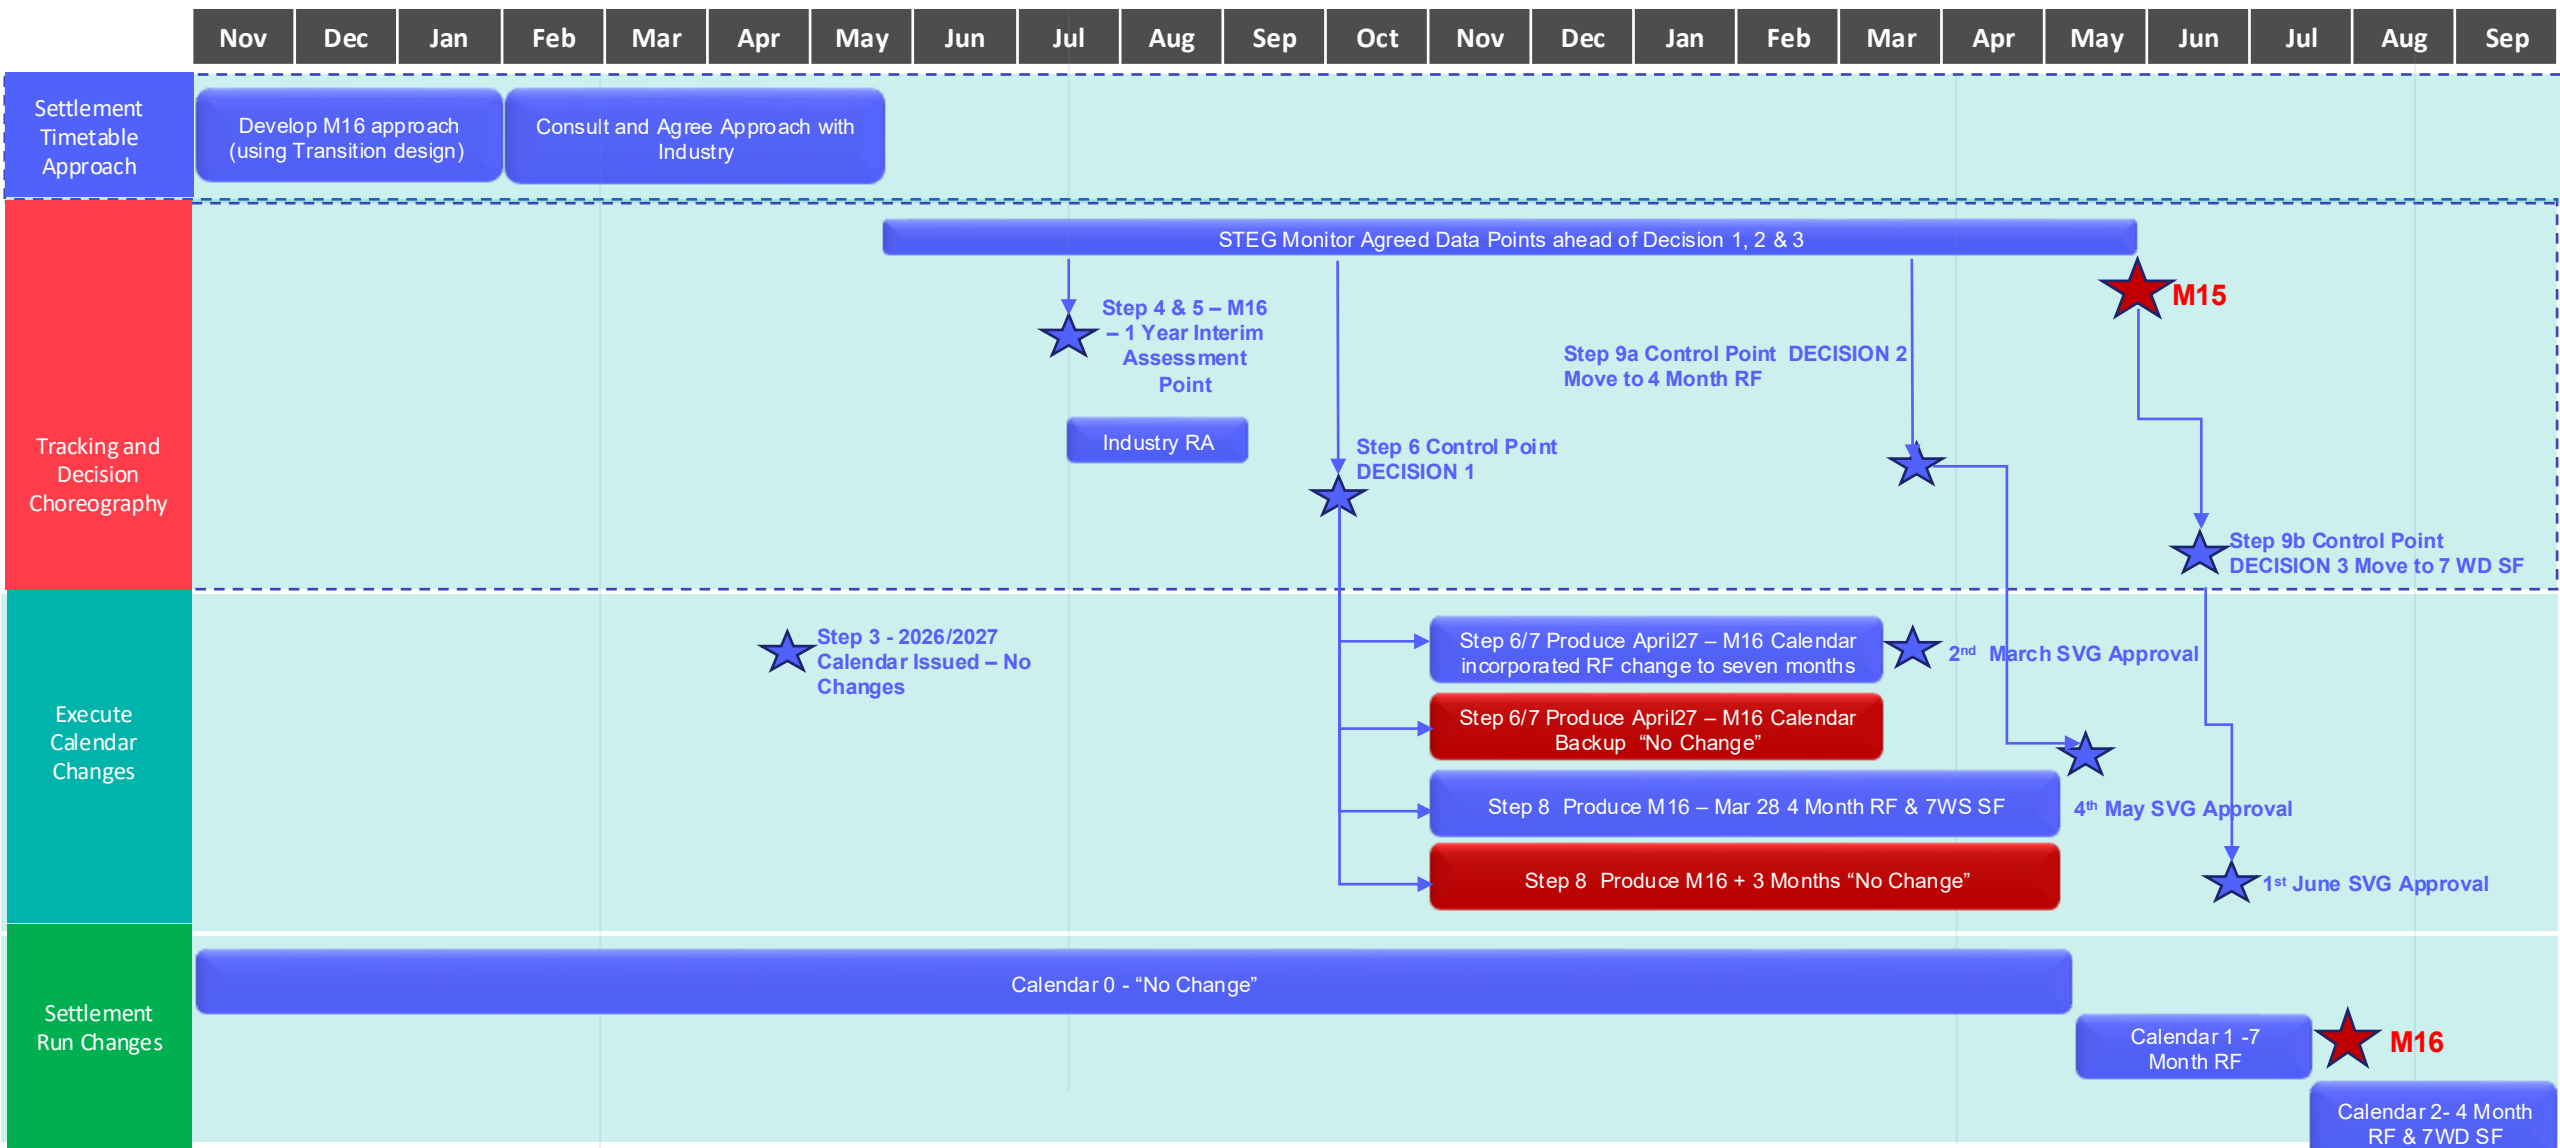 Nov Dec Jan Feb Mar Apr May Jun Jul Aug Sep Oct Nov Dec Jan Feb Mar Apr May Jun Jul Aug Sep
Settlement
Timetable
Approach
Develop M16 approach
(using Transition design)
Consult and Agree Approach with
Industry
Tracking and
Decision
Choreography
STEG Monitor Agreed Data Points ahead of Decision 1, 2 & 3
M15
Step 4 & 5 – M16
– 1 Year Interim
Assessment
Point
Step 9a Control Point DECISION 2
Move to 4 Month RF
Industry RA
Step 6 Control Point
DECISION 1
Step 9b Control Point
DECISION 3 Move to 7 WD SF
Execute
Calendar
Changes
Step 3 - 2026/2027
Calendar Issued – No
Changes
Step 6/7 Produce April27 – M16 Calendar
incorporated RF change to seven months
2nd March SVG Approval
Step 6/7 Produce April27 – M16 Calendar
Backup “No Change”
Step 8 Produce M16 – Mar 28 4 Month RF & 7WS SF
4th May SVG Approval
Step 8 Produce M16 + 3 Months “No Change”
1st June SVG Approval
Settlement
Run Changes
Calendar 0 - “No Change”
Calendar 1 -7
Month RF
M16
Calendar 2- 4 Month
RF & 7WD SF